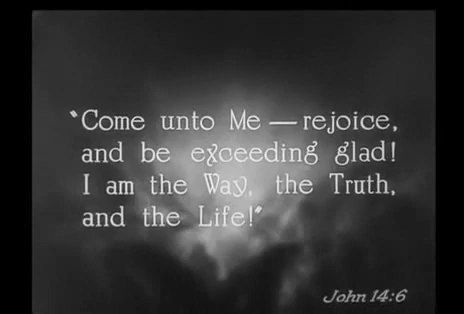 “Come unto Me — rejoice,
and be exceeding glad!
I am the Way, the Truth,
and the Life!”
John 14:6